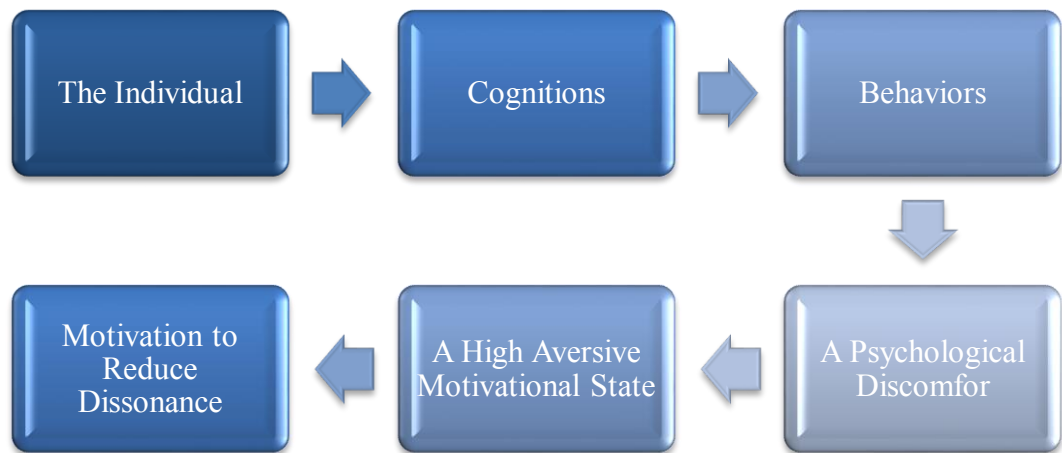 The Individual
Cognitions
Behaviors
A Psychological
Discomfor
A High Aversive
Motivational State
Motivation to
Reduce
Dissonance